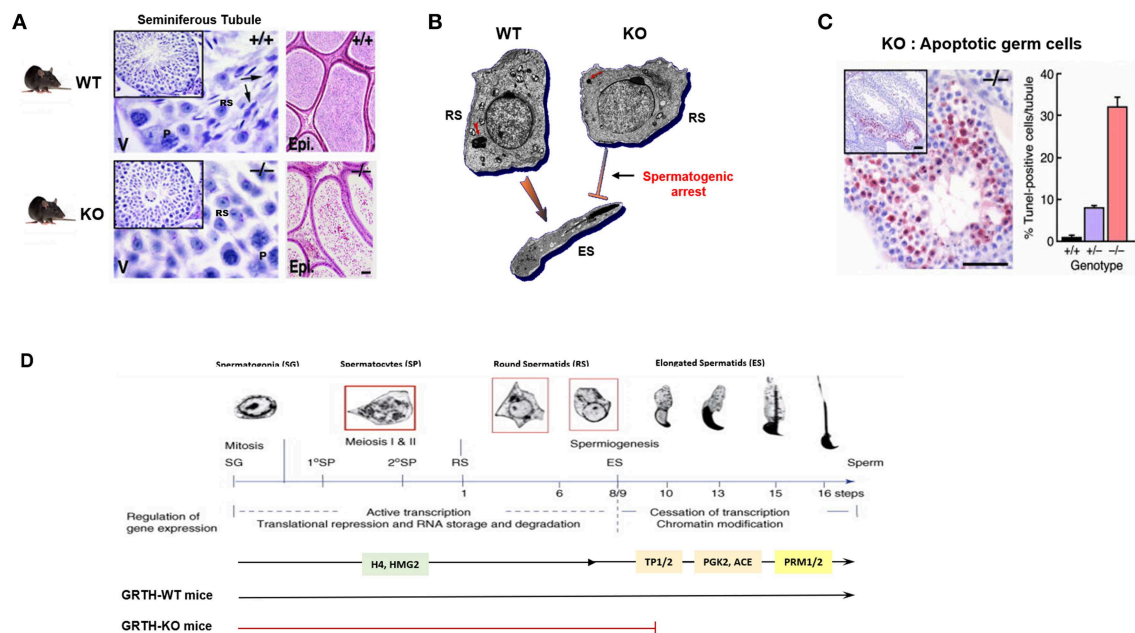 A
Seminiferous Tubule
WT
+/+
RS
P
V
+/+
Epi.
KO
–/–
RS
P
V
–/–
Epi.
B
WT
KO
RS
RS
Spermatogenic
arrest
ES
C
KO : Apoptotic germ cells
–/–
% Tunel-positive cells/tubule
40
30
20
10
0
+/+
+/–
–/–
Genotype
D
Spermatogonia (SG)
Spermatocytes (SP)
Round Spermatids (RS)
Elongated Spermatids (ES)
Mitosis
Meiosis I & II
Spermiogenesis
SG
1°SP
2°SP
RS
ES
Sperm
1
6
8/9
10
13
15
16 steps
Regulation of
gene expression
Active transcription
Translational repression and RNA storage and degradation
Cessation of transcription
Chromatin modification
H4, HMG2
TP1/2
PGK2, ACE
PRM1/2
GRTH-WT mice
GRTH-KO mice